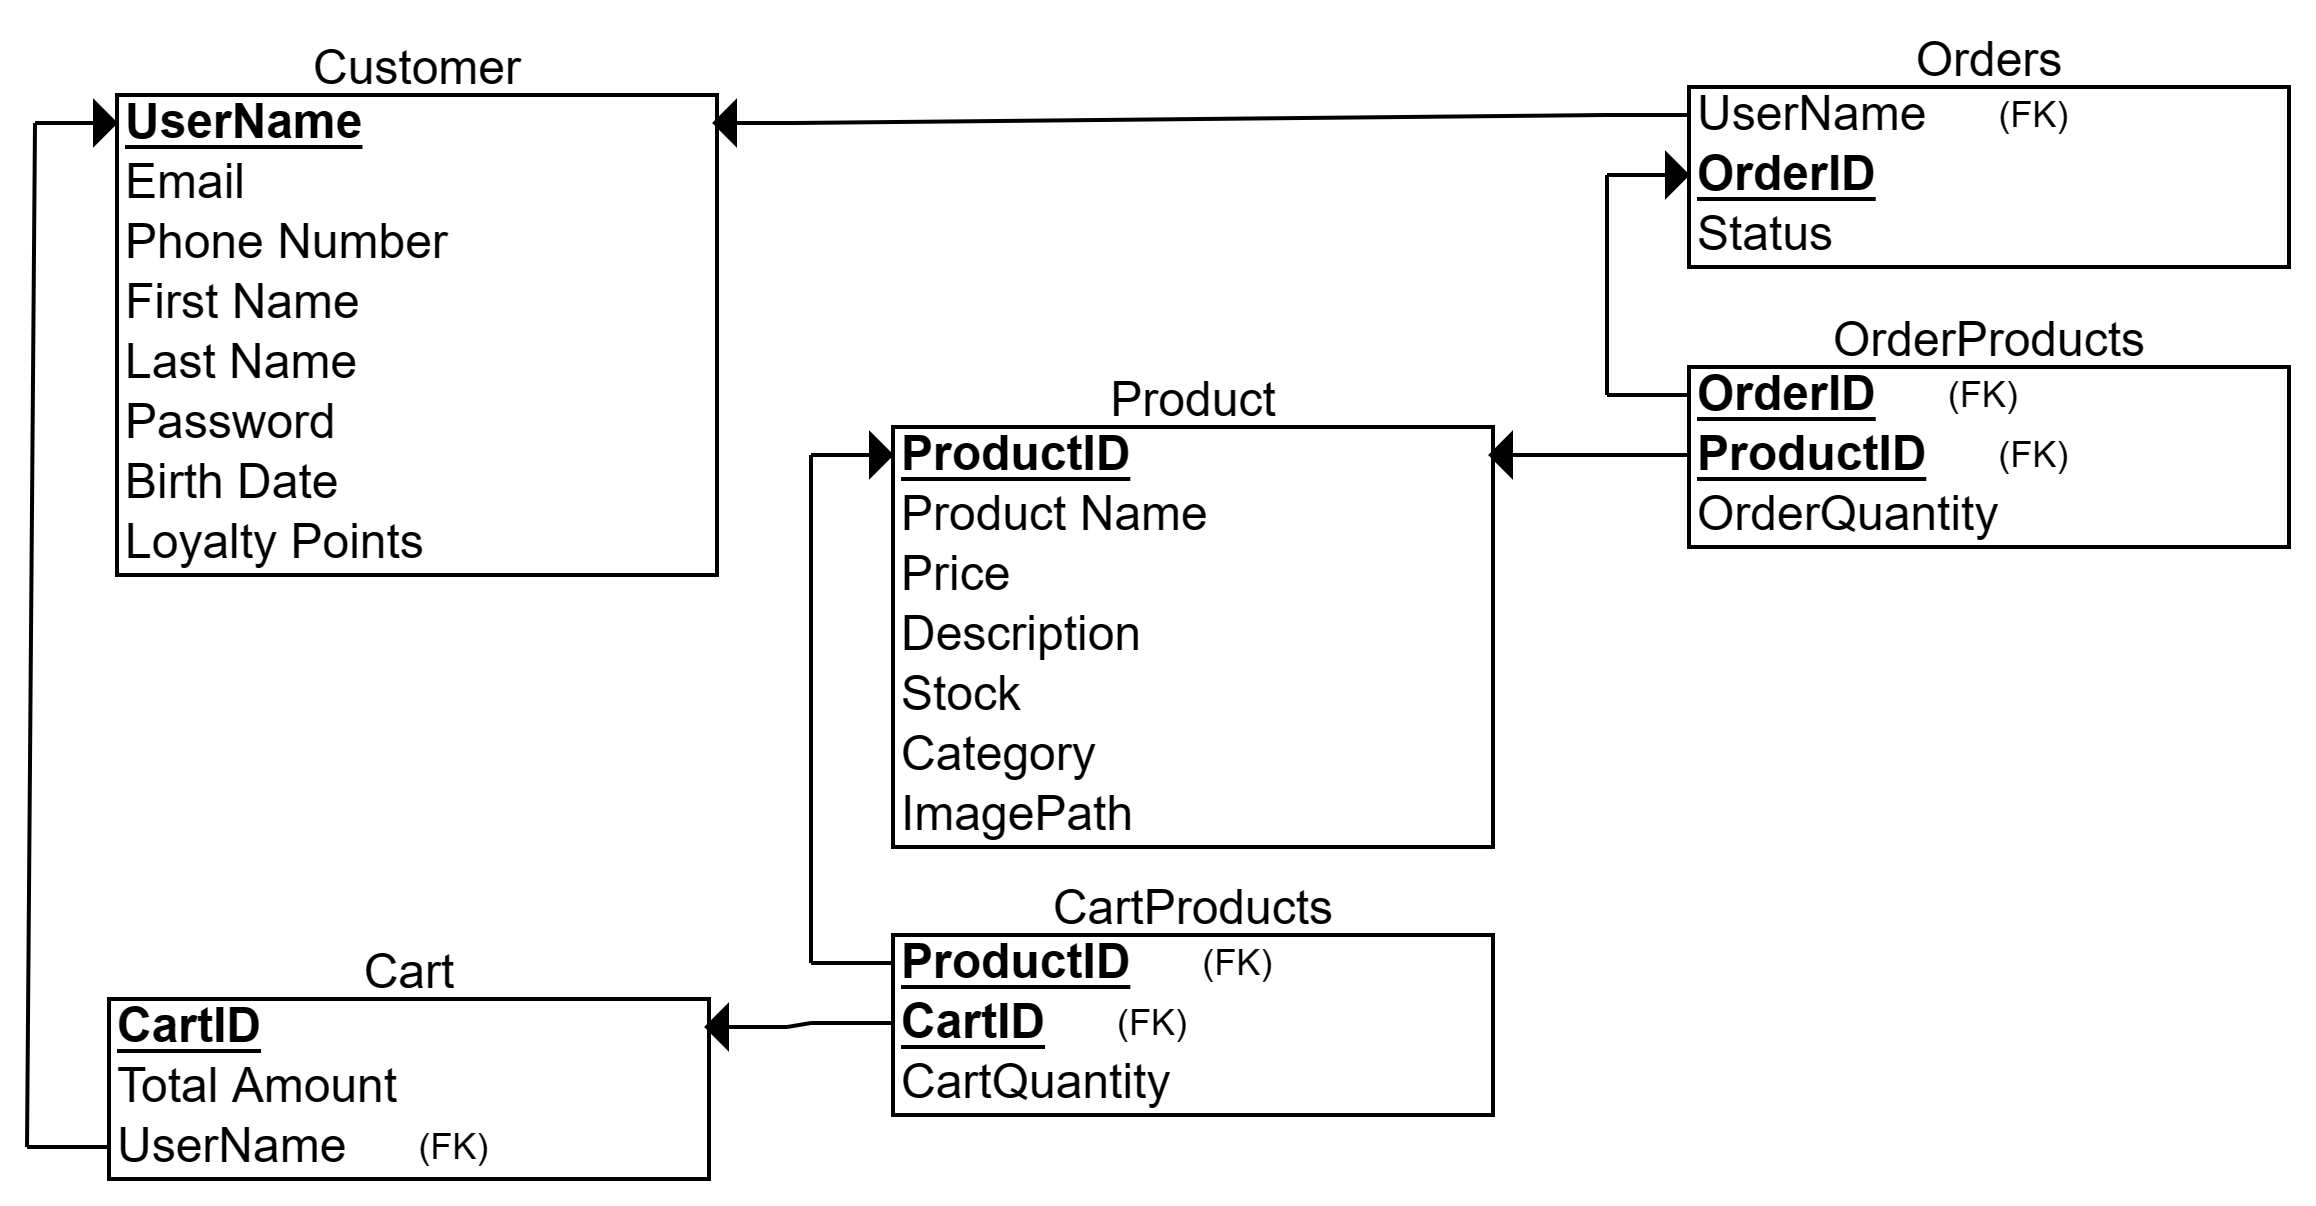 Customer
UserName
Email
Phone Number
First Name
Last Name
Password
Birth Date
Loyalty Points
Orders
UserName (FK)
OrderID
Status
OrderProducts
OrderID (FK)
ProductID (FK)
OrderQuantity
Product
ProductID
Product Name
Price
Description
Stock
Category
ImagePath
CartProducts
ProductID (FK)
CartID (FK)
CartQuantity
Cart
CartID
Total Amount
UserName (FK)